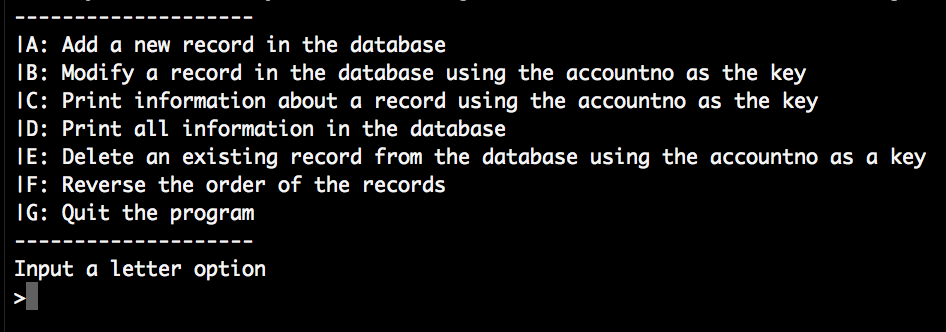 --------------------
|A: Add a new record in the database
|B: Modify a record in the database using the accountno as the key
|C: Print information about a record using the accountno as the key
|D: Print all information in the database
|E: Delete an existing record from the database using the accountno as a key
|F: Reverse the order of the records
|G: Quit the program
--------------------
Input a letter option
>